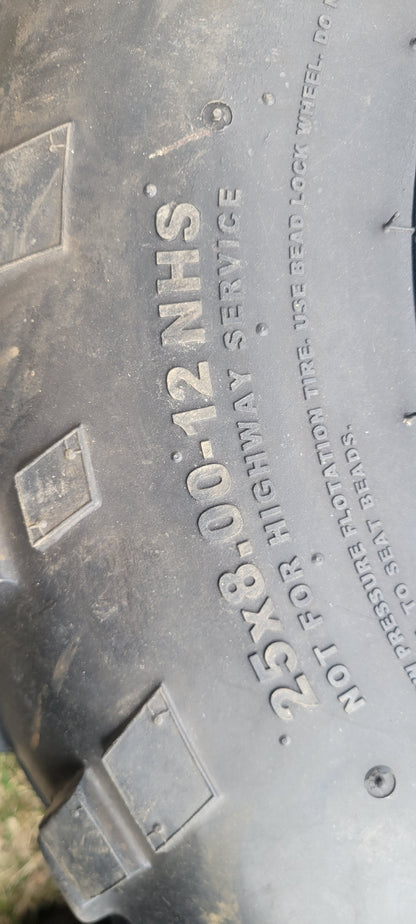 25x8.00-12 NHS
NOT FOR HIGHWAY SERVICE
PRESSURE FLOTATION TIRE. USE BEAD LOCK WHEEL. DO
TO SEAT BEADS.